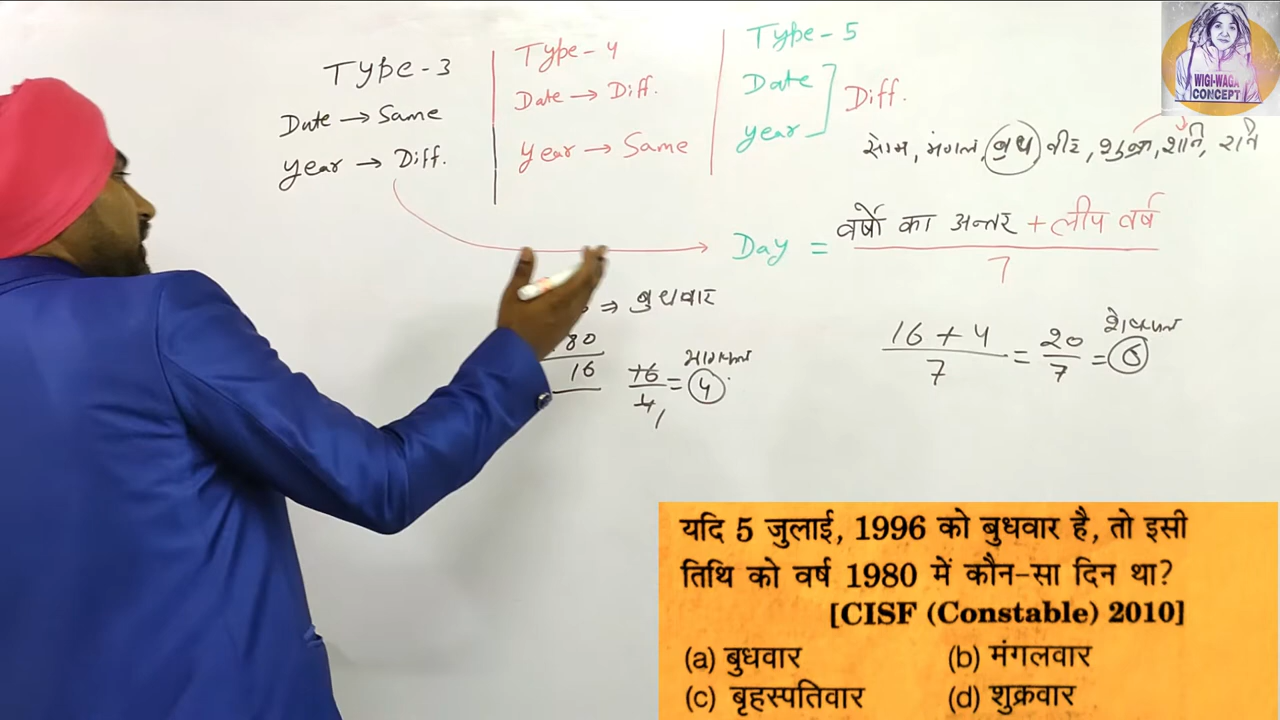 Type-3
Date → Same
Year → Diff.
Type-4
Date → Diff.
Year → Same
Type-5
Date
Year
Diff.
WIGI-WAGA
CONCEPT
सोम, मंगल, बुध, वीर, शुक्र, शनि, रवि
Day = वर्षों का अन्तर + लीप वर्ष
7
⇒ बुधवार
80
16
16/4 = 4
भागफल
16 + 4
7
= 20/7 = 6
शेषफल
यदि 5 जुलाई, 1996 को बुधवार है, तो इसी
तिथि को वर्ष 1980 में कौन-सा दिन था?
[CISF (Constable) 2010]
(a) बुधवार (b) मंगलवार
(c) बृहस्पतिवार (d) शुक्रवार